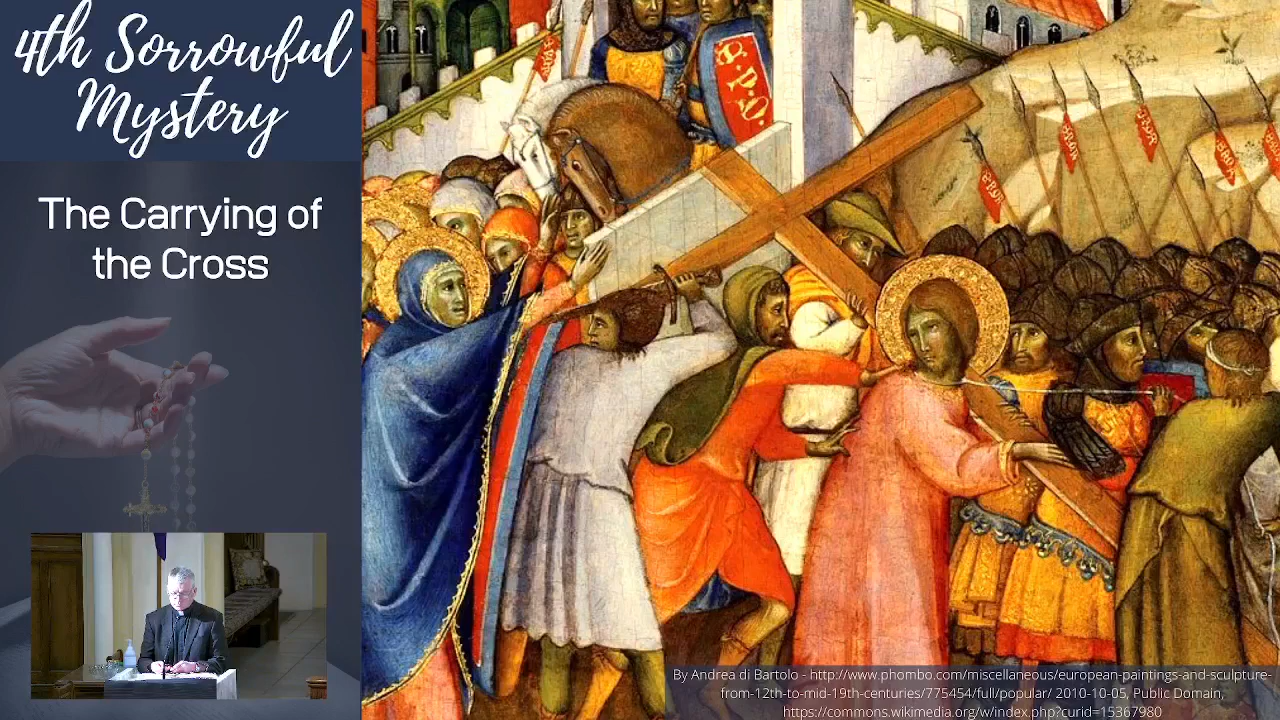 4th Sorrowful
Mystery
The Carrying of
the Cross
S·P·Q·
By Andrea di Bartolo - http://www.phombo.com/miscellaneous/european-paintings-and-sculpture-
from-12th-to-mid-19th-centuries/775454/full/popular/ 2010-10-05, Public Domain,
https://commons.wikimedia.org/w/index.php?curid=15367980